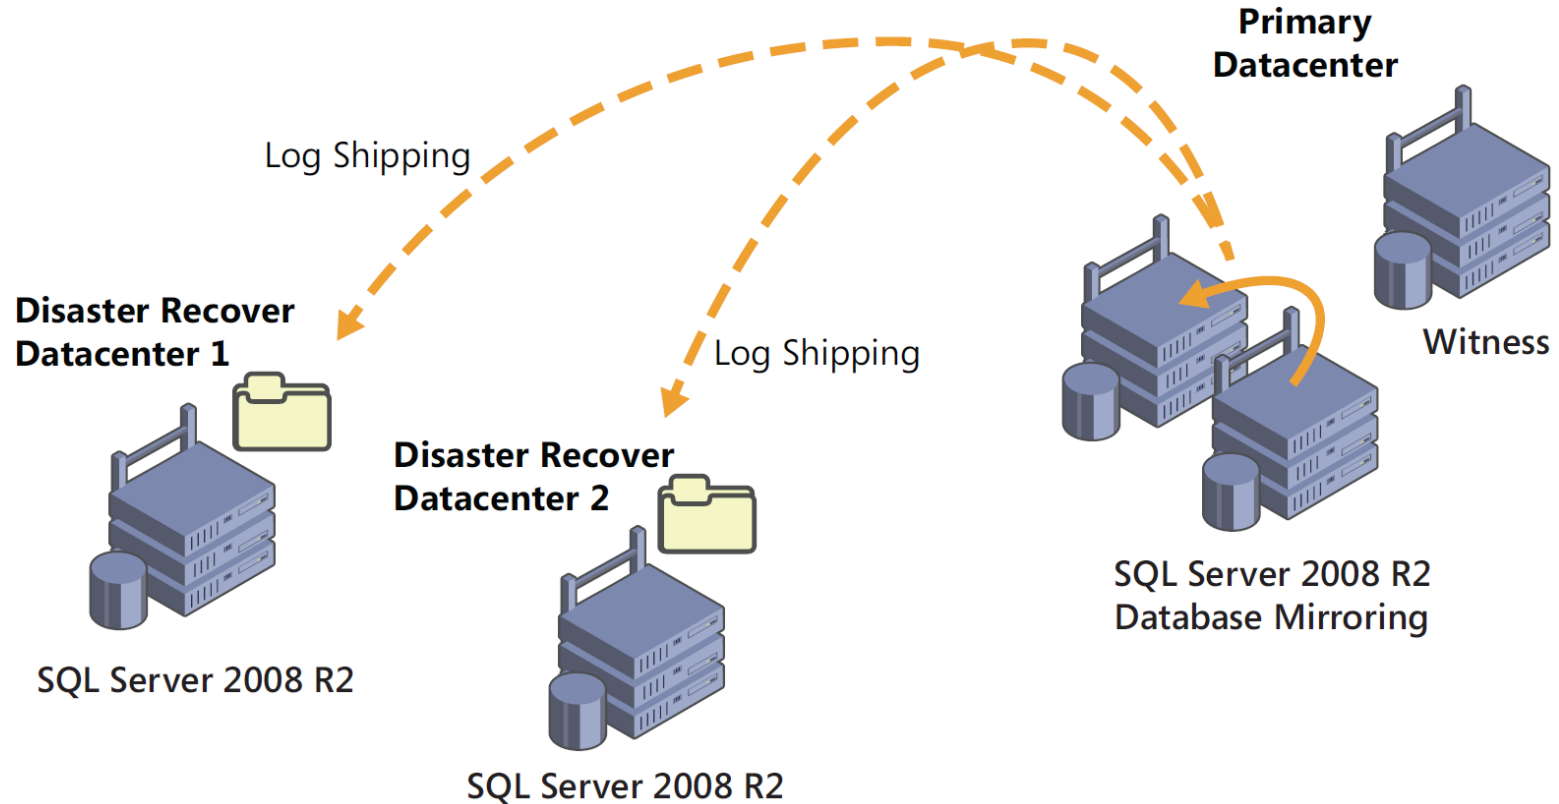 Primary
Datacenter
Log Shipping
Disaster Recover
Datacenter 1
Witness
Log Shipping
Disaster Recover
Datacenter 2
SQL Server 2008 R2
Database Mirroring
SQL Server 2008 R2
SQL Server 2008 R2